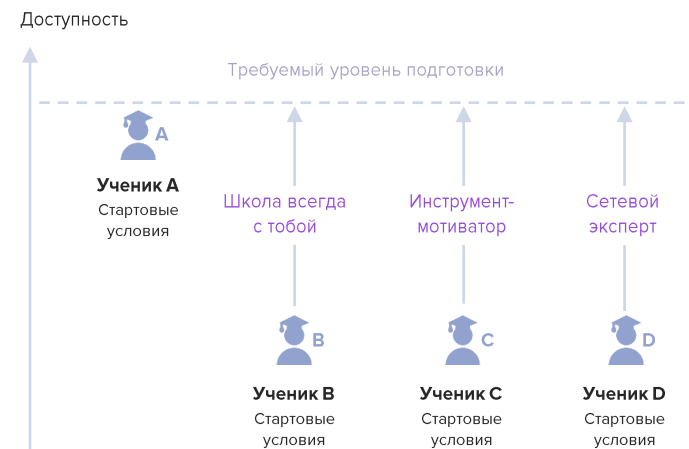 Доступность
Требуемый уровень подготовки
A
Ученик A
Стартовые
условия
Школа всегда
с тобой
Инструмент-
мотиватор
Сетевой
эксперт
B
Ученик B
Стартовые
условия
C
Ученик C
Стартовые
условия
D
Ученик D
Стартовые
условия